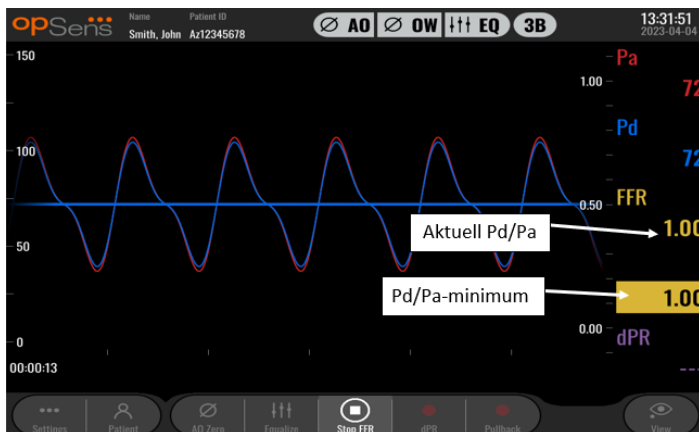 opSens
Name Patient ID
Smith, John Az12345678
Ø AO Ø OW EQ 3B
13:31:51
2023-04-04
150
100
50
0
00:00:13
1.00
0.50
0.00
Pa
72
Pd
72
FFR
1.00
Aktuell Pd/Pa
1.00
Pd/Pa-minimum
dPR
---
Settings Patient AO Zero Equalize Stop FFR dPR Pullback View